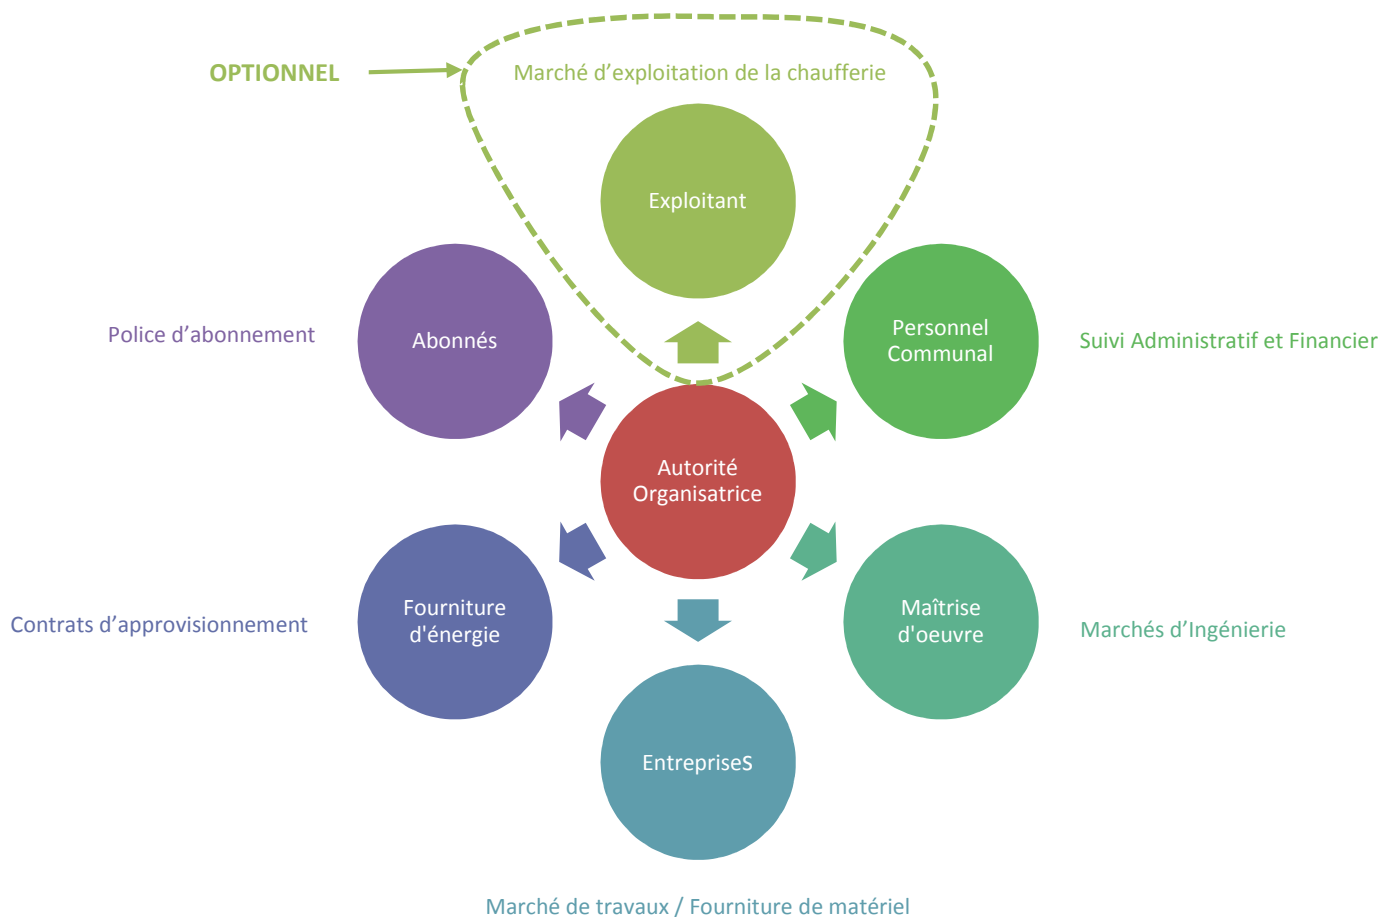 OPTIONNEL
Marché d’exploitation de la chaufferie
Exploitant
Police d’abonnement
Abonnés
Personnel
Communal
Suivi Administratif et Financier
Autorité
Organisatrice
Contrats d’approvisionnement
Fourniture
d'énergie
Maîtrise
d'oeuvre
Marchés d’Ingénierie
EntrepriseS
Marché de travaux / Fourniture de matériel